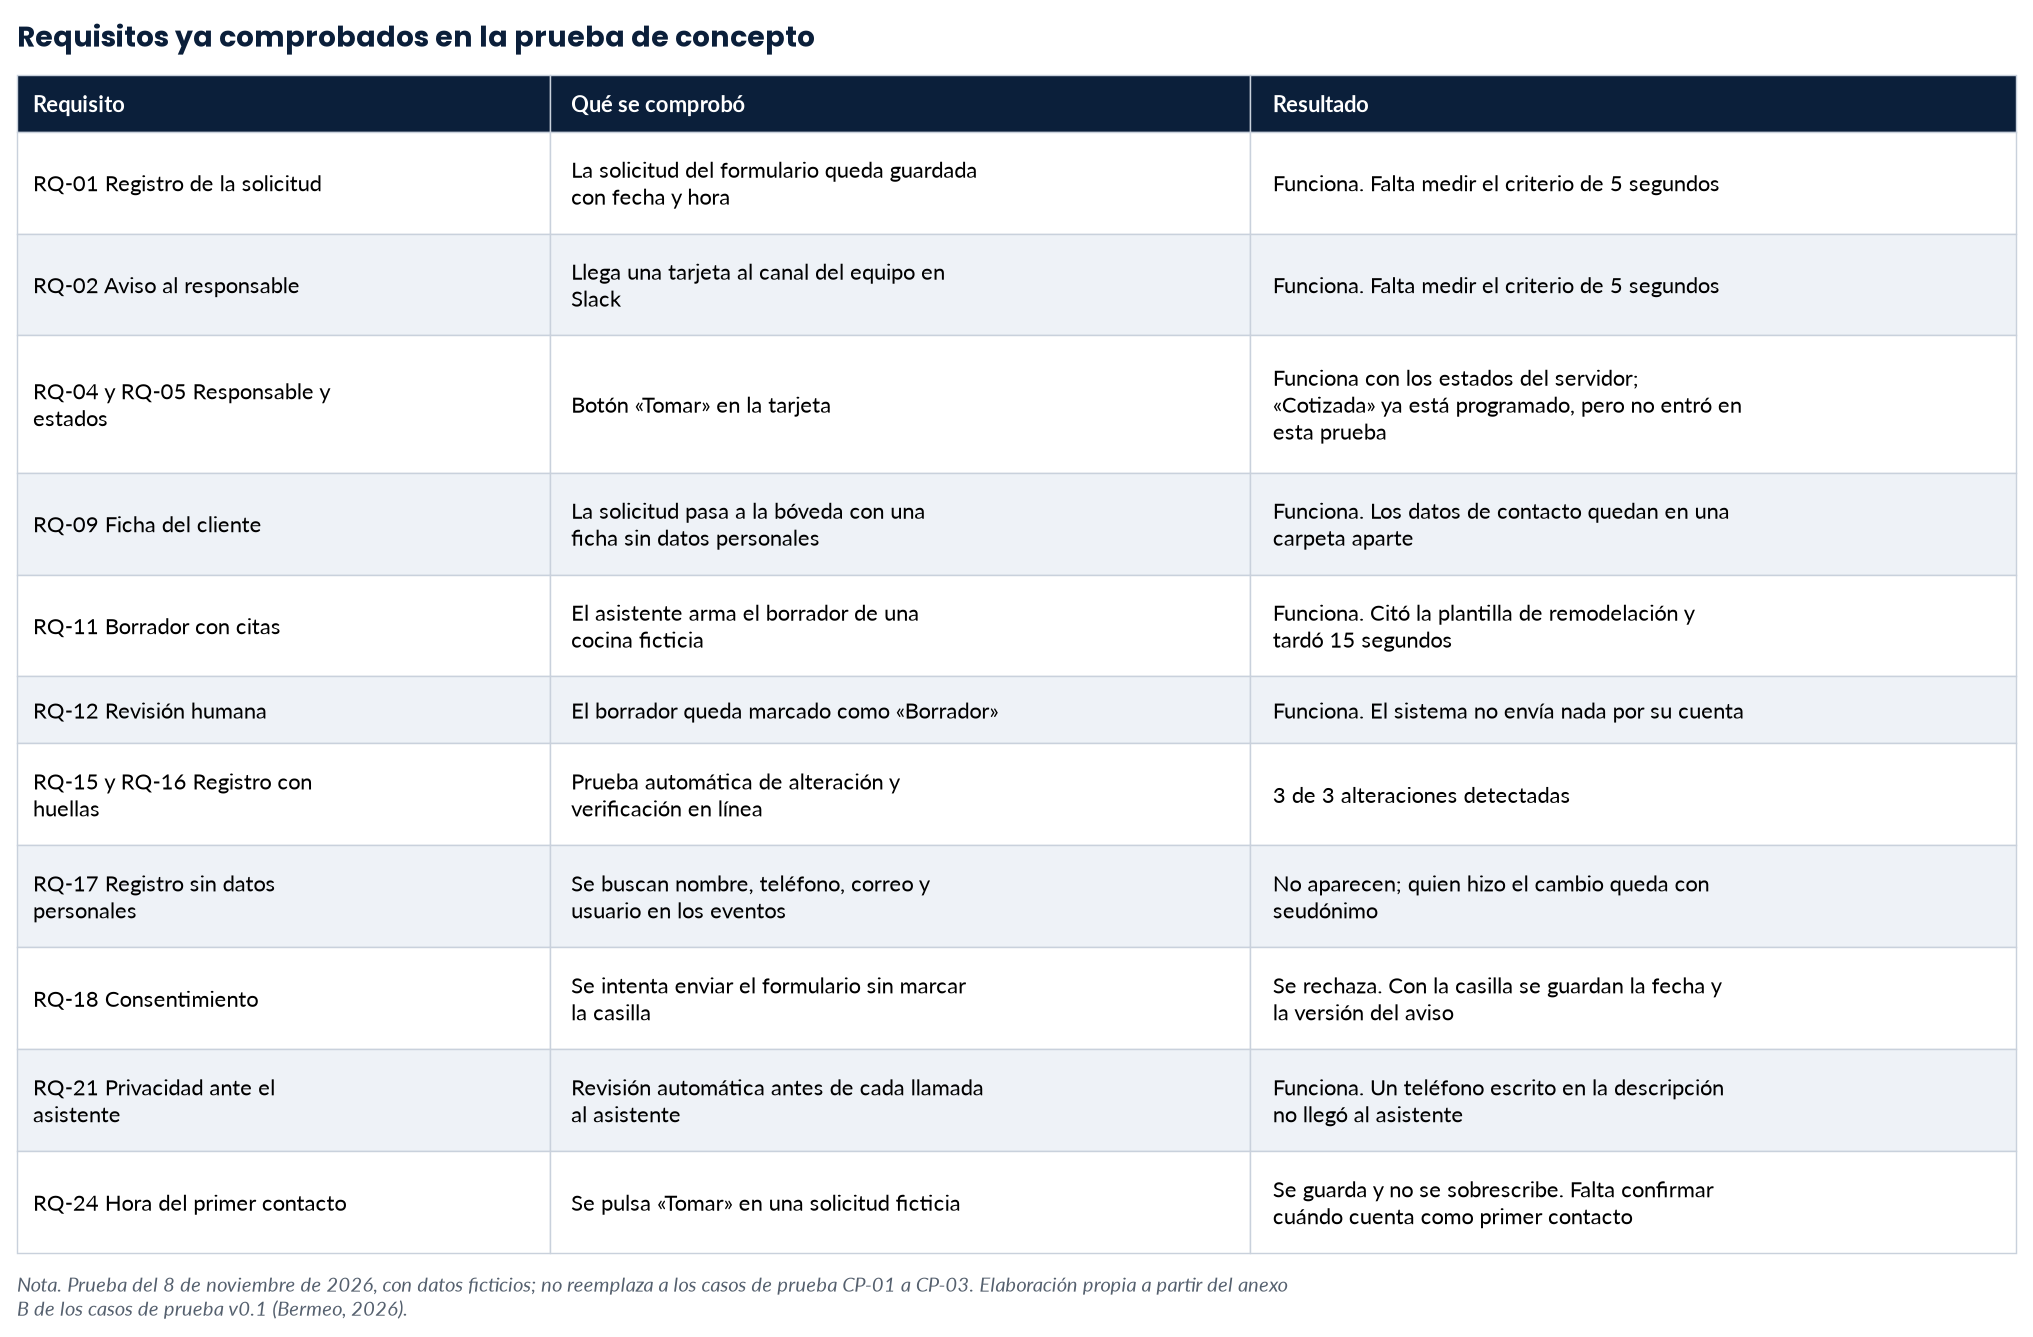 Requisitos ya comprobados en la prueba de concepto
Requisito
Qué se comprobó
Resultado
RQ-01 Registro de la solicitud
La solicitud del formulario queda guardada
con fecha y hora
Funciona. Falta medir el criterio de 5 segundos
RQ-02 Aviso al responsable
Llega una tarjeta al canal del equipo en
Slack
Funciona. Falta medir el criterio de 5 segundos
RQ-04 y RQ-05 Responsable y
estados
Botón «Tomar» en la tarjeta
Funciona con los estados del servidor;
«Cotizada» ya está programado, pero no entró en
esta prueba
RQ-09 Ficha del cliente
La solicitud pasa a la bóveda con una
ficha sin datos personales
Funciona. Los datos de contacto quedan en una
carpeta aparte
RQ-11 Borrador con citas
El asistente arma el borrador de una
cocina ficticia
Funciona. Citó la plantilla de remodelación y
tardó 15 segundos
RQ-12 Revisión humana
El borrador queda marcado como «Borrador»
Funciona. El sistema no envía nada por su cuenta
RQ-15 y RQ-16 Registro con
huellas
Prueba automática de alteración y
verificación en línea
3 de 3 alteraciones detectadas
RQ-17 Registro sin datos
personales
Se buscan nombre, teléfono, correo y
usuario en los eventos
No aparecen; quien hizo el cambio queda con
seudónimo
RQ-18 Consentimiento
Se intenta enviar el formulario sin marcar
la casilla
Se rechaza. Con la casilla se guardan la fecha y
la versión del aviso
RQ-21 Privacidad ante el
asistente
Revisión automática antes de cada llamada
al asistente
Funciona. Un teléfono escrito en la descripción
no llegó al asistente
RQ-24 Hora del primer contacto
Se pulsa «Tomar» en una solicitud ficticia
Se guarda y no se sobrescribe. Falta confirmar
cuándo cuenta como primer contacto
Nota. Prueba del 8 de noviembre de 2026, con datos ficticios; no reemplaza a los casos de prueba CP-01 a CP-03. Elaboración propia a partir del anexo
B de los casos de prueba v0.1 (Bermeo, 2026).